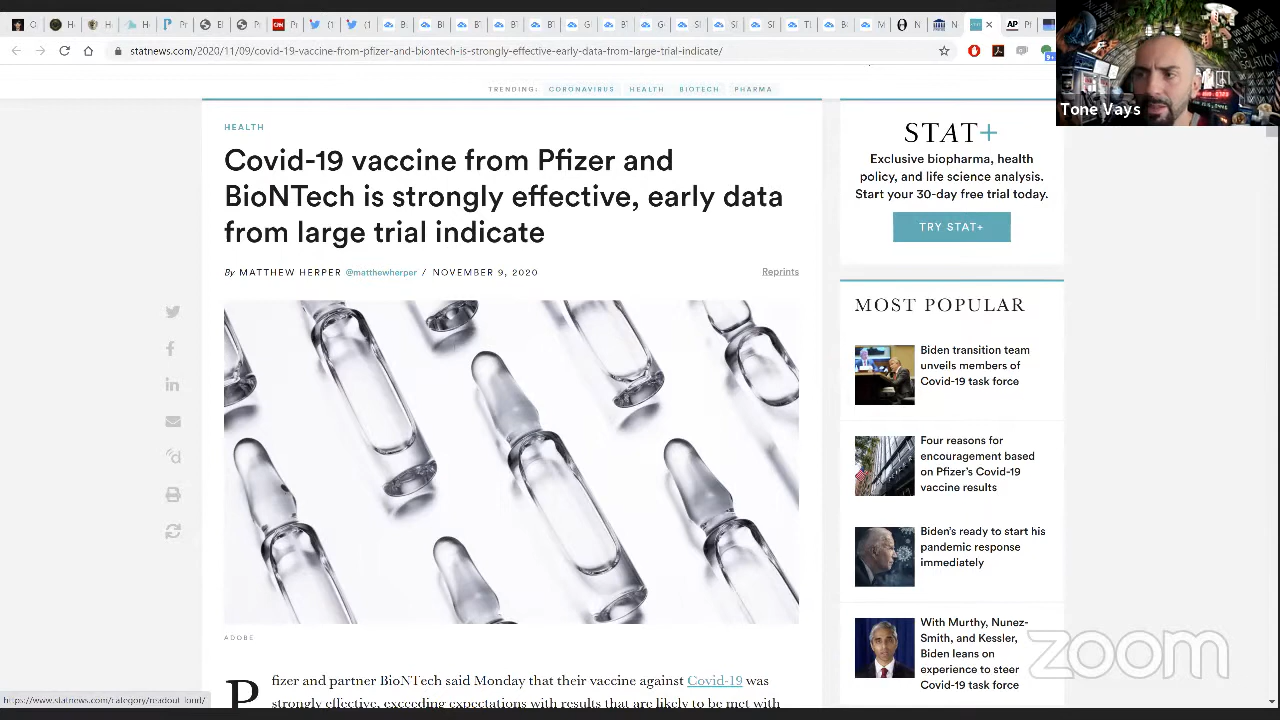 statnews.com/2020/11/09/covid-19-vaccine-from-pfizer-and-biontech-is-strongly-effective-early-data-from-large-trial-indicate/
Tone Vays
TRENDING: CORONAVIRUS HEALTH BIOTECH PHARMA
HEALTH
Covid-19 vaccine from Pfizer and
BioNTech is strongly effective, early data
from large trial indicate
By MATTHEW HERPER @matthewherper / NOVEMBER 9, 2020
Reprints
ADOBE
Pfizer and partner BioNTech said Monday that their vaccine against Covid-19 was
strongly effective, exceeding expectations with results that are likely to be met with
STAT+
Exclusive biopharma, health
policy, and life science analysis.
Start your 30-day free trial today.
TRY STAT+
MOST POPULAR
Biden transition team
unveils members of
Covid-19 task force
Four reasons for
encouragement based
on Pfizer's Covid-19
vaccine results
Biden's ready to start his
pandemic response
immediately
With Murthy, Nunez-
Smith, and Kessler,
Biden leans on
experience to steer
Covid-19 task force
zoom
https://www.statnews.com/category/readout-loud/